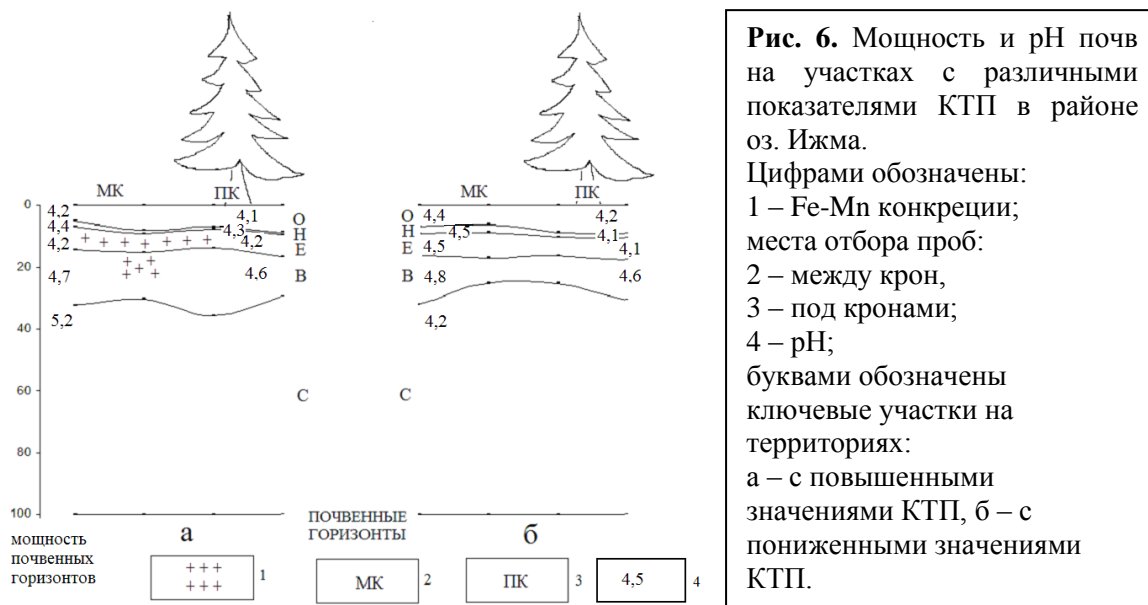 Рис. 6. Мощность и pH почв
на участках с различными
показателями КТП в районе
оз. Ижма.
Цифрами обозначены:
1 – Fe-Mn конкреции;
места отбора проб:
2 – между крон,
3 – под кронами;
4 – pH;
буквами обозначены
ключевые участки на
территориях:
а – с повышенными
значениями КТП, б – с
пониженными значениями
КТП.
МК ПК МК ПК
0 4,2 4,1 О 4,4 4,2
4,4 4,3 Н 4,5 4,1
+ + + + + + +
4,2 4,2 Е 4,5 4,1
+ +
+
+ +
20 4,7 4,6 В В 4,8 4,6
40 5,2 4,2
60 С С
80
100
мощность
почвенных
горизонтов
а
ПОЧВЕННЫЕ
ГОРИЗОНТЫ
б
+ + +
+ + +
1
МК 2
ПК 3
4,5 4